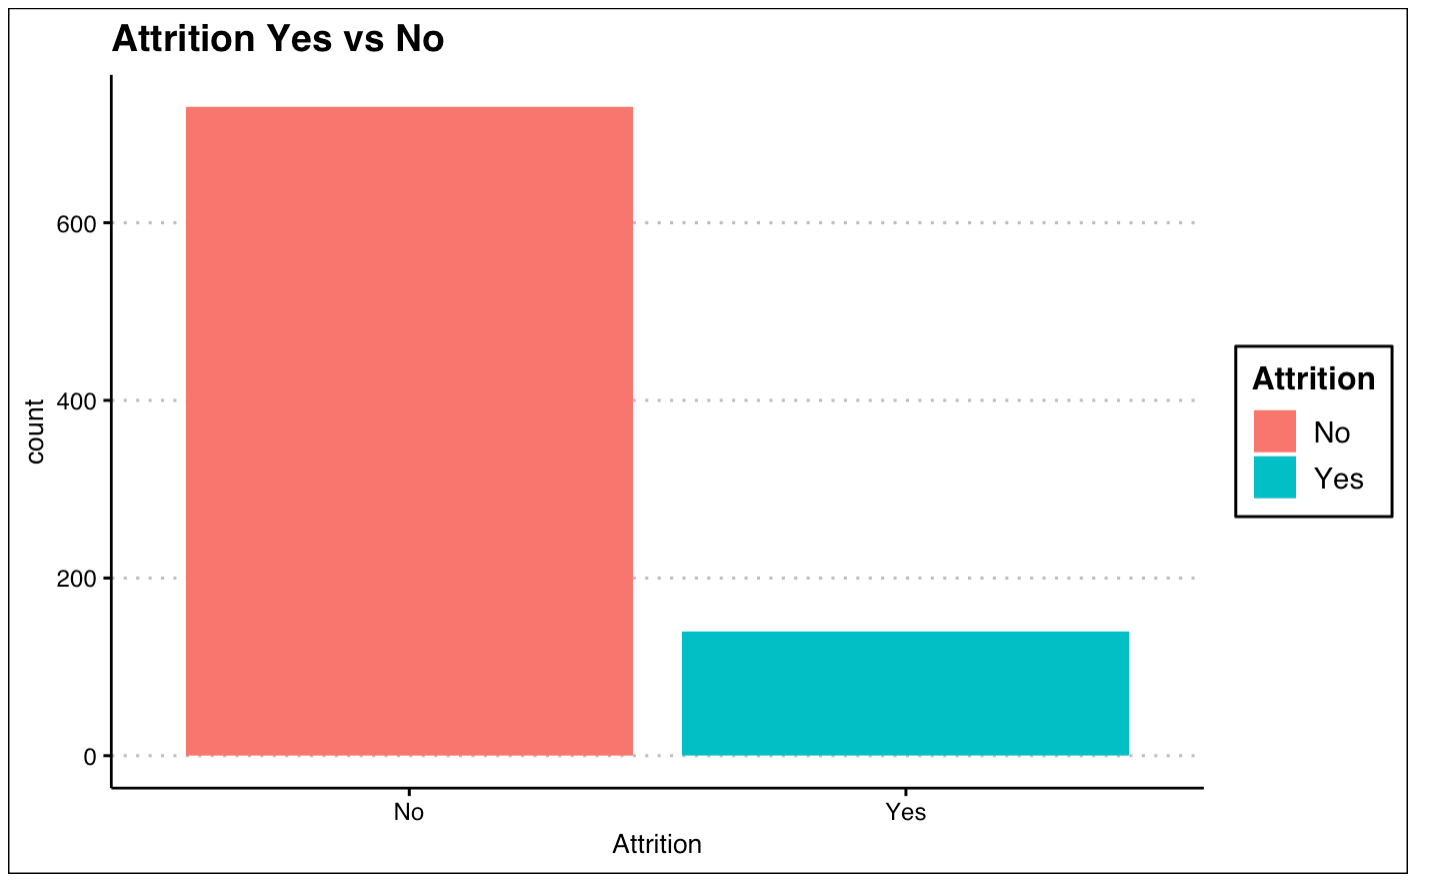 Attrition Yes vs No
600
400
200
0
count
No
Yes
Attrition
Attrition
No
Yes